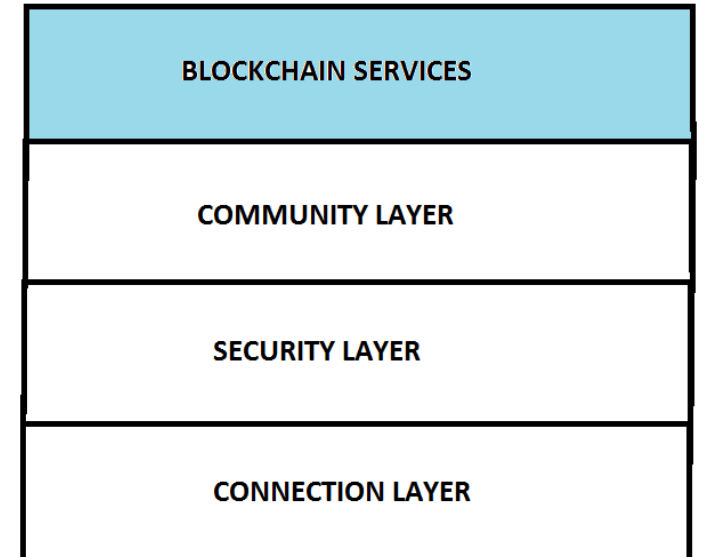 BLOCKCHAIN SERVICES
COMMUNITY LAYER
SECURITY LAYER
CONNECTION LAYER